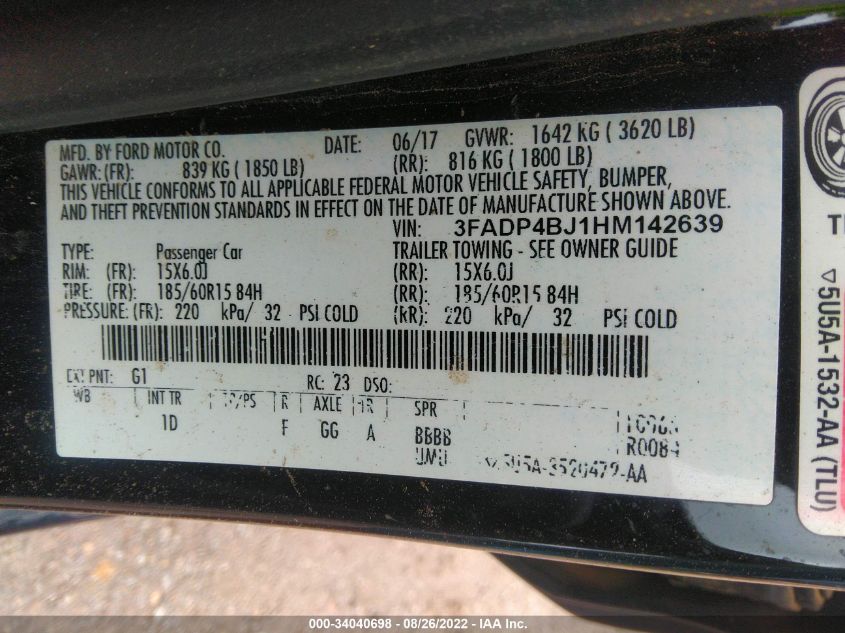 MFD. BY FORD MOTOR CO. DATE: 06/17 GVWR: 1642 KG ( 3620 LB)
GAWR: (FR): 839 KG ( 1850 LB) (RR): 816 KG ( 1800 LB)
THIS VEHICLE CONFORMS TO ALL APPLICABLE FEDERAL MOTOR VEHICLE SAFETY, BUMPER,
AND THEFT PREVENTION STANDARDS IN EFFECT ON THE DATE OF MANUFACTURE SHOWN ABOVE.
VIN: 3FADP4BJ1HM142639
TYPE: Passenger Car TRAILER TOWING - SEE OWNER GUIDE
RIM: (FR): 15X6.0J (RR): 15X6.0J
TIRE: (FR): 185/60R15 84H (RR): 185/60R15 84H
PRESSURE: (FR): 220 kPa/ 32 PSI COLD (RR): 220 kPa/ 32 PSI COLD
EXT PNT: G1 RC: 23 DSO:
WB INT TR TP/PS R AXLE TR SPR
1D F GG A BBBB
R0084
UMU 5U5A-3520472-AA
5U5A-1532-AA (TLU)
000-34040698 - 08/26/2022 - IAA Inc.